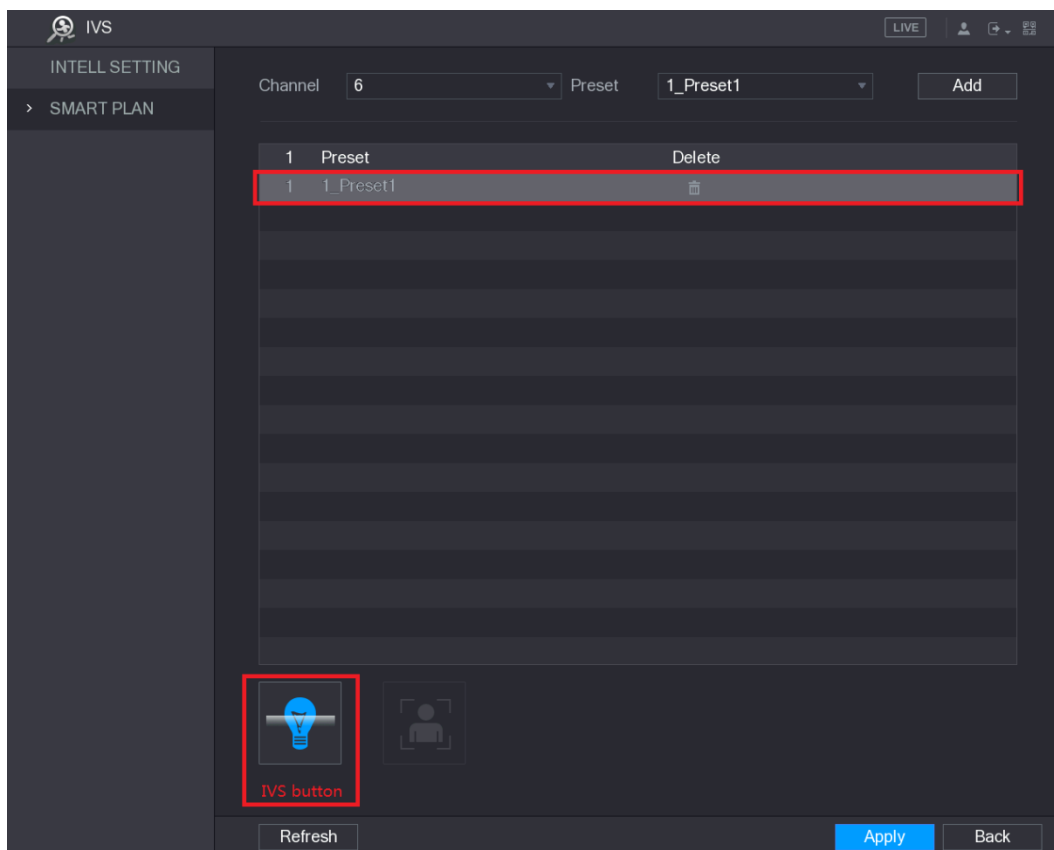 IVS
LIVE
INTELL SETTING
> SMART PLAN
Channel 6 Preset 1_Preset1 Add
1 Preset Delete
1 1_Preset1
IVS button
Refresh Apply Back